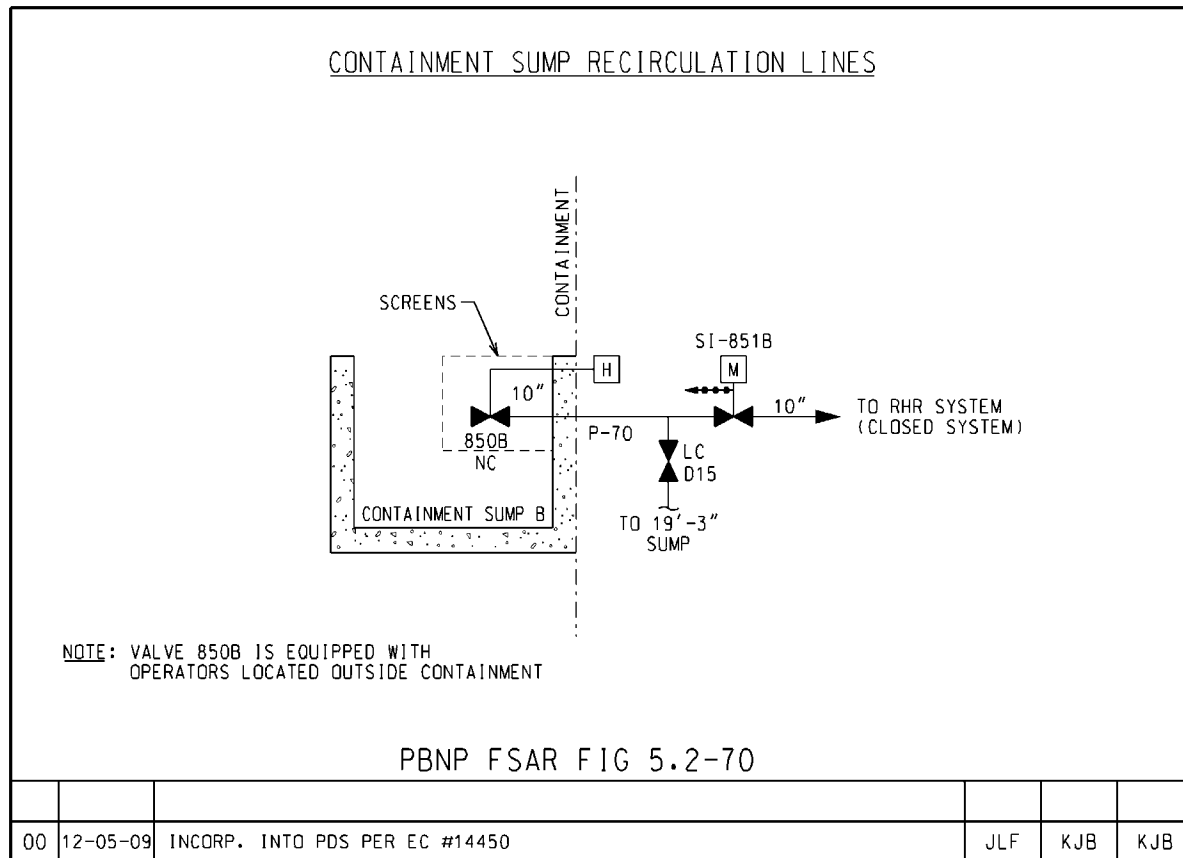 CONTAINMENT SUMP RECIRCULATION LINES
CONTAINMENT
SCREENS
SI-851B
H
M
10"
10"
TO RHR SYSTEM
(CLOSED SYSTEM)
850B
NC
P-70
LC
D15
CONTAINMENT SUMP B
TO 19'-3"
SUMP
NOTE: VALVE 850B IS EQUIPPED WITH
OPERATORS LOCATED OUTSIDE CONTAINMENT
PBNP FSAR FIG 5.2-70
00 12-05-09 INCORP. INTO PDS PER EC #14450 JLF KJB KJB